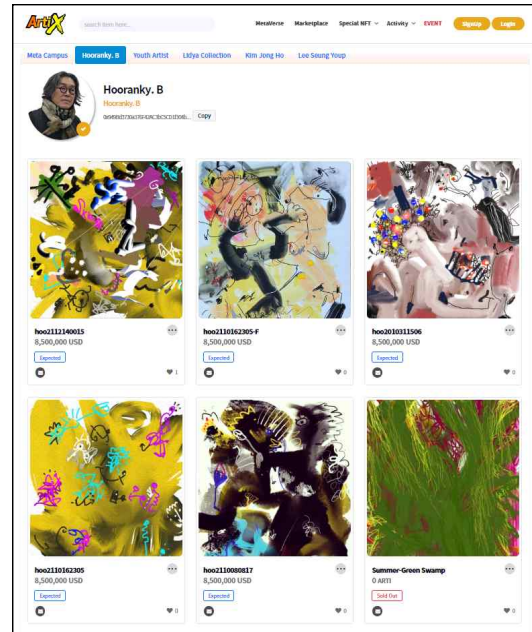 ArtiX
Search item here...
MetaVerse Marketplace Special NFT Activity EVENT SignUp Login
Meta Campus Hooranky. B Youth Artist Lidya Collection Kim Jong Ho Lee Seung Youp
Hooranky. B
Hooranky. B
Copy
hoo2112140015 hoo2110162305-F hoo2010311506
8,500,000 USD 8,500,000 USD 8,500,000 USD
Expected Expected Expected
1 0 0
hoo2110162305 hoo2110080817 Summer-Green Swamp
8,500,000 USD 8,500,000 USD 0 ARTI
Expected Expected Sold Out
0 0 0